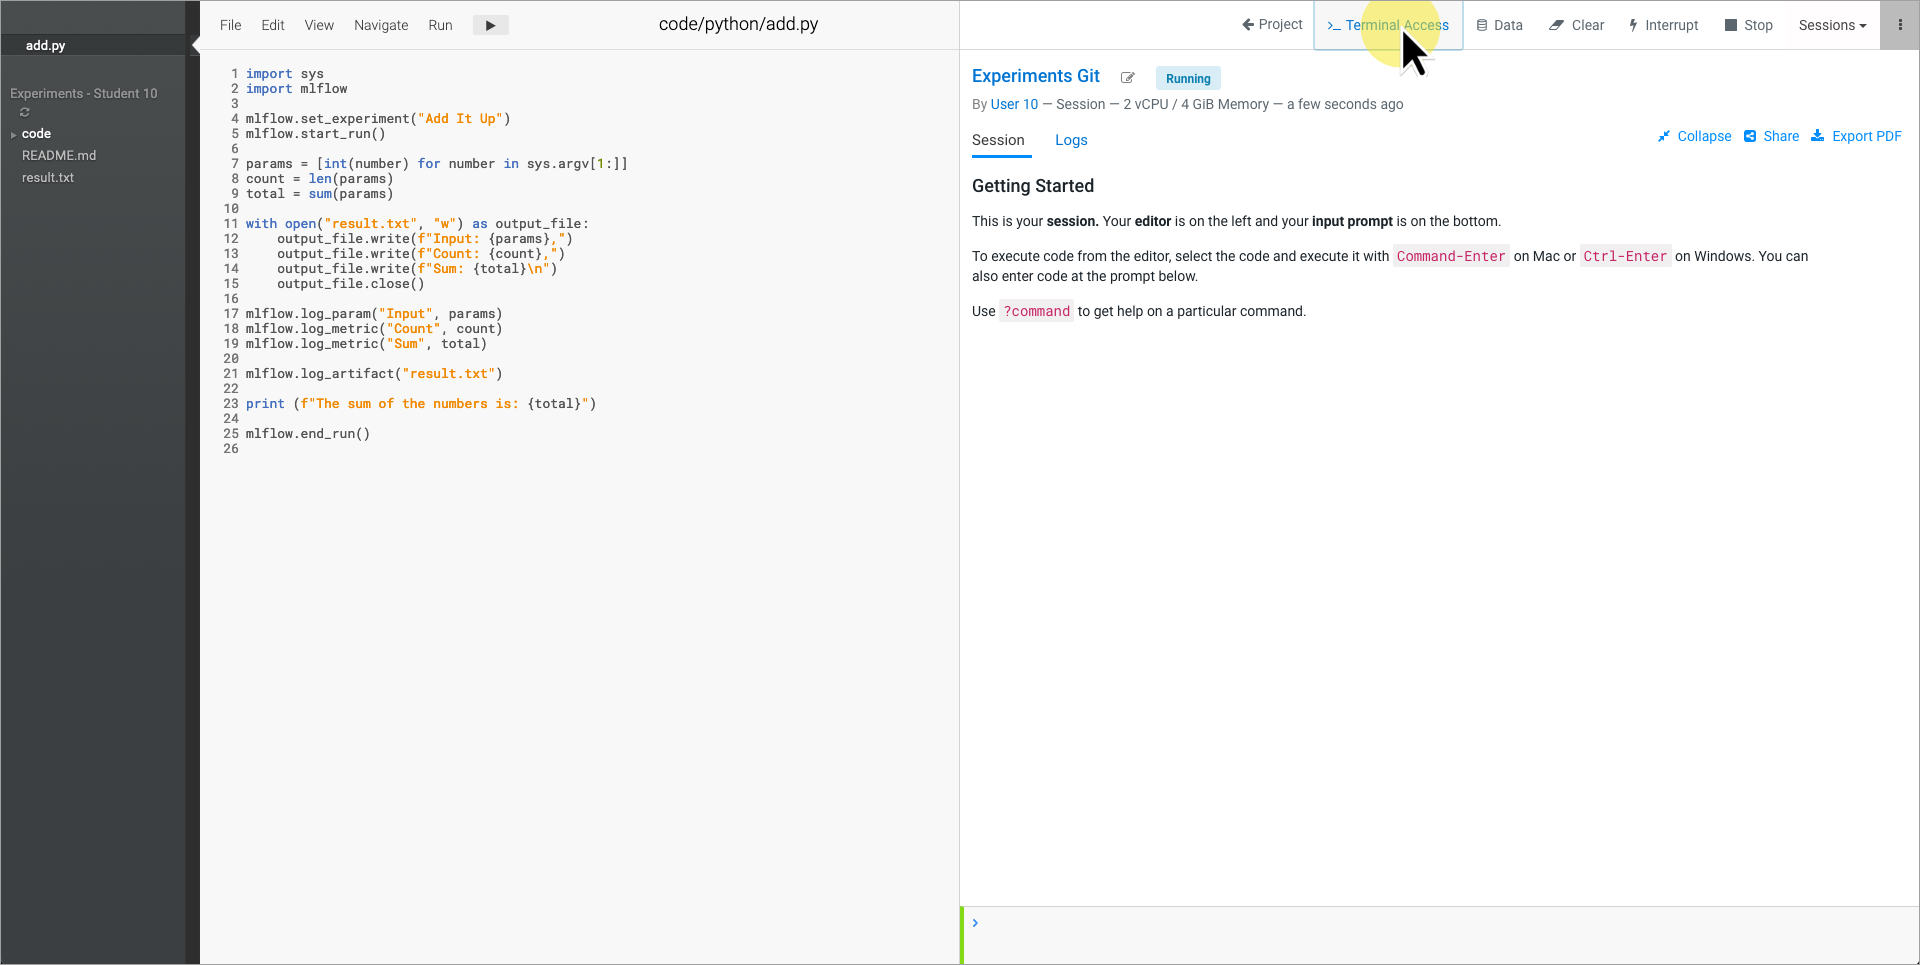 add.py
Experiments - Student 10
code
README.md
result.txt
File Edit View Navigate Run
code/python/add.py
1 import sys
2 import mlflow
3
4 mlflow.set_experiment("Add It Up")
5 mlflow.start_run()
6
7 params = [int(number) for number in sys.argv[1:]]
8 count = len(params)
9 total = sum(params)
10
11 with open("result.txt", "w") as output_file:
12     output_file.write(f"Input: {params},")
13     output_file.write(f"Count: {count},")
14     output_file.write(f"Sum: {total}\n")
15     output_file.close()
16
17 mlflow.log_param("Input", params)
18 mlflow.log_metric("Count", count)
19 mlflow.log_metric("Sum", total)
20
21 mlflow.log_artifact("result.txt")
22
23 print (f"The sum of the numbers is: {total}")
24
25 mlflow.end_run()
26
Project >_ Terminal Access Data Clear Interrupt Stop Sessions
Experiments Git Running
By User 10 — Session — 2 vCPU / 4 GiB Memory — a few seconds ago
Session Logs
Collapse Share Export PDF
Getting Started
This is your session. Your editor is on the left and your input prompt is on the bottom.
To execute code from the editor, select the code and execute it with Command-Enter on Mac or Ctrl-Enter on Windows. You can
also enter code at the prompt below.
Use ?command to get help on a particular command.